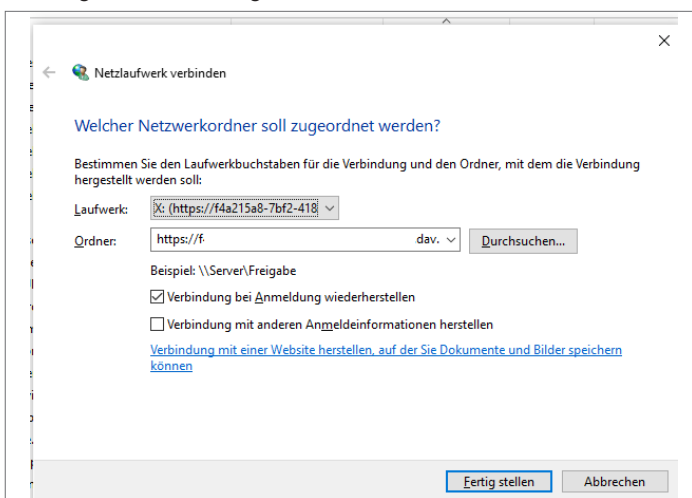 Netzlaufwerk verbinden
Welcher Netzwerkordner soll zugeordnet werden?
Bestimmen Sie den Laufwerkbuchstaben für die Verbindung und den Ordner, mit dem die Verbindung
hergestellt werden soll:
Laufwerk: X: (https://f4a215a8-7bf2-418
Ordner: https://f- .dav. Durchsuchen...
Beispiel: \\Server\Freigabe
Verbindung bei Anmeldung wiederherstellen
Verbindung mit anderen Anmeldeinformationen herstellen
Verbindung mit einer Website herstellen, auf der Sie Dokumente und Bilder speichern
können
Fertig stellen Abbrechen